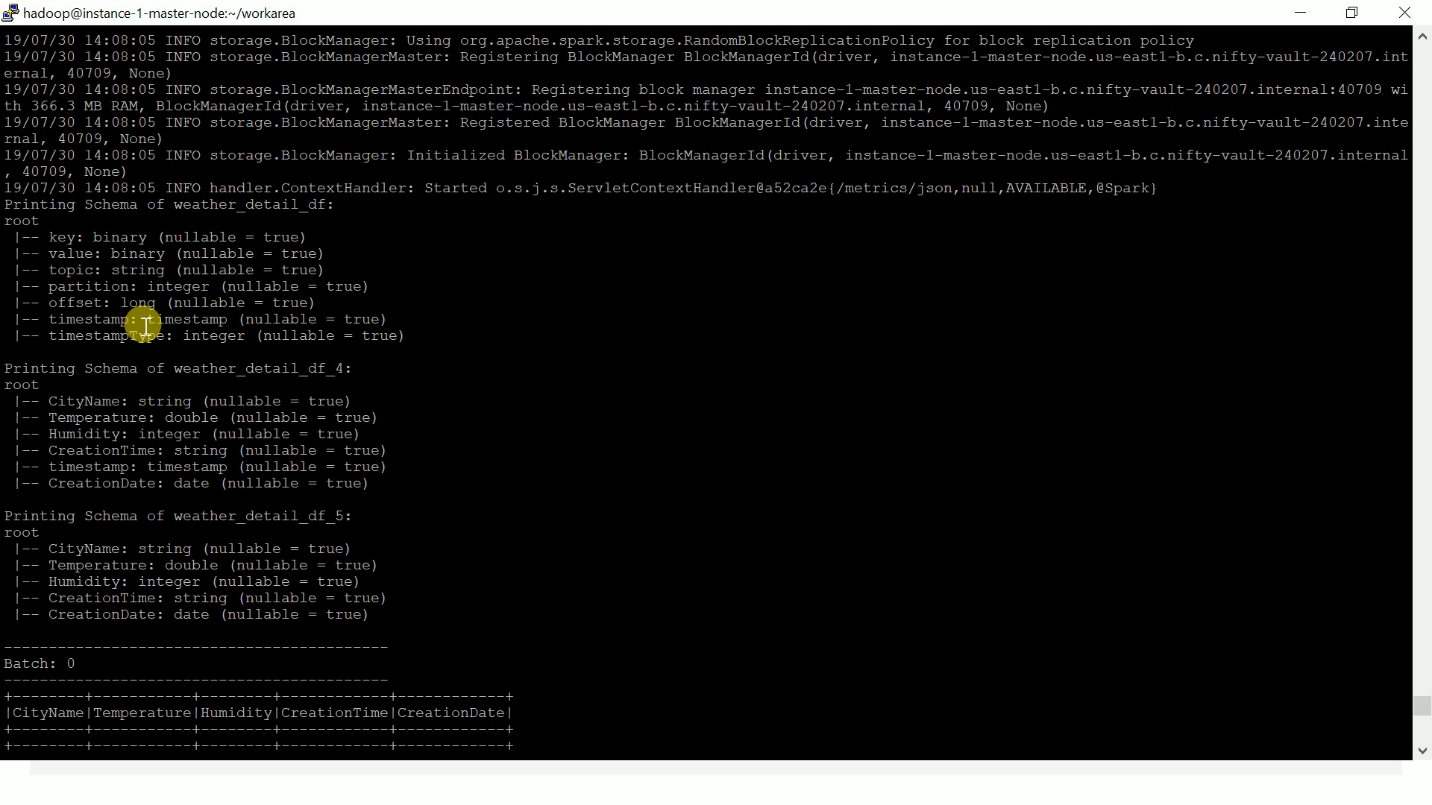 hadoop@instance-1-master-node:~/workarea
19/07/30 14:08:05 INFO storage.BlockManager: Using org.apache.spark.storage.RandomBlockReplicationPolicy for block replication policy
19/07/30 14:08:05 INFO storage.BlockManagerMaster: Registering BlockManager BlockManagerId(driver, instance-1-master-node.us-east1-b.c.nifty-vault-240207.int
ernal, 40709, None)
19/07/30 14:08:05 INFO storage.BlockManagerMasterEndpoint: Registering block manager instance-1-master-node.us-east1-b.c.nifty-vault-240207.internal:40709 wi
th 366.3 MB RAM, BlockManagerId(driver, instance-1-master-node.us-east1-b.c.nifty-vault-240207.internal, 40709, None)
19/07/30 14:08:05 INFO storage.BlockManagerMaster: Registered BlockManager BlockManagerId(driver, instance-1-master-node.us-east1-b.c.nifty-vault-240207.inte
rnal, 40709, None)
19/07/30 14:08:05 INFO storage.BlockManager: Initialized BlockManager: BlockManagerId(driver, instance-1-master-node.us-east1-b.c.nifty-vault-240207.internal
, 40709, None)
19/07/30 14:08:05 INFO handler.ContextHandler: Started o.s.j.s.ServletContextHandler@a52ca2e{/metrics/json,null,AVAILABLE,@Spark}
Printing Schema of weather_detail_df:
root
 |-- key: binary (nullable = true)
 |-- value: binary (nullable = true)
 |-- topic: string (nullable = true)
 |-- partition: integer (nullable = true)
 |-- offset: long (nullable = true)
 |-- timestamp: timestamp (nullable = true)
 |-- timestampType: integer (nullable = true)
Printing Schema of weather_detail_df_4:
root
 |-- CityName: string (nullable = true)
 |-- Temperature: double (nullable = true)
 |-- Humidity: integer (nullable = true)
 |-- CreationTime: string (nullable = true)
 |-- timestamp: timestamp (nullable = true)
 |-- CreationDate: date (nullable = true)
Printing Schema of weather_detail_df_5:
root
 |-- CityName: string (nullable = true)
 |-- Temperature: double (nullable = true)
 |-- Humidity: integer (nullable = true)
 |-- CreationTime: string (nullable = true)
 |-- CreationDate: date (nullable = true)
-------------------------------------------
Batch: 0
-------------------------------------------
+--------+-----------+--------+------------+------------+
|CityName|Temperature|Humidity|CreationTime|CreationDate|
+--------+-----------+--------+------------+------------+
+--------+-----------+--------+------------+------------+